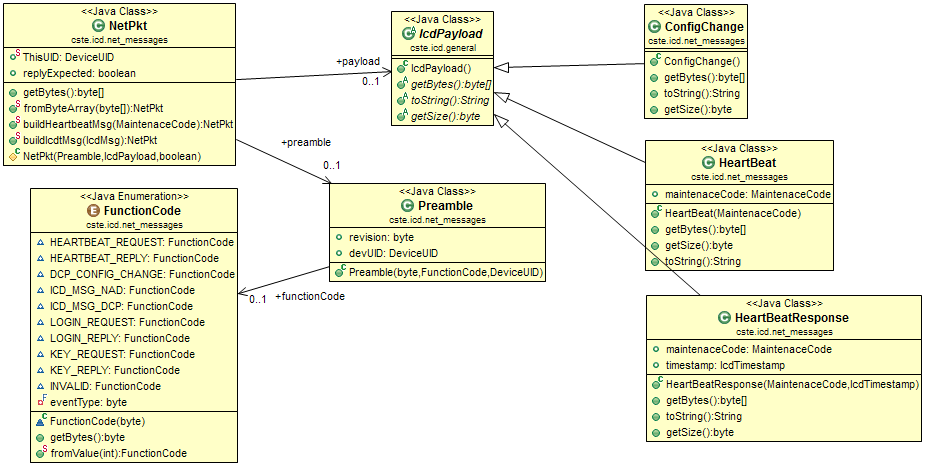 <<Java Class>>
NetPkt
cste.icd.net_messages
ThisUID: DeviceUID
replyExpected: boolean
getBytes():byte[]
fromByteArray(byte[]):NetPkt
buildHeartbeatMsg(MaintenaceCode):NetPkt
buildIcdtMsg(IcdMsg):NetPkt
NetPkt(Preamble,IcdPayload,boolean)
+payload
0..1
+preamble
0..1
<<Java Class>>
IcdPayload
cste.icd.general
IcdPayload()
getBytes():byte[]
toString():String
getSize():byte
<<Java Class>>
ConfigChange
cste.icd.net_messages
ConfigChange()
getBytes():byte[]
toString():String
getSize():byte
<<Java Class>>
HeartBeat
cste.icd.net_messages
maintenaceCode: MaintenaceCode
HeartBeat(MaintenaceCode)
getBytes():byte[]
getSize():byte
toString():String
<<Java Enumeration>>
FunctionCode
cste.icd.net_messages
HEARTBEAT_REQUEST: FunctionCode
HEARTBEAT_REPLY: FunctionCode
DCP_CONFIG_CHANGE: FunctionCode
ICD_MSG_NAD: FunctionCode
ICD_MSG_DCP: FunctionCode
LOGIN_REQUEST: FunctionCode
LOGIN_REPLY: FunctionCode
KEY_REQUEST: FunctionCode
KEY_REPLY: FunctionCode
INVALID: FunctionCode
eventType: byte
FunctionCode(byte)
getBytes():byte
fromValue(int):FunctionCode
<<Java Class>>
Preamble
cste.icd.net_messages
revision: byte
devUID: DeviceUID
Preamble(byte,FunctionCode,DeviceUID)
0..1
+functionCode
<<Java Class>>
HeartBeatResponse
cste.icd.net_messages
maintenaceCode: MaintenaceCode
timestamp: IcdTimestamp
HeartBeatResponse(MaintenaceCode,IcdTimestamp)
getBytes():byte[]
toString():String
getSize():byte